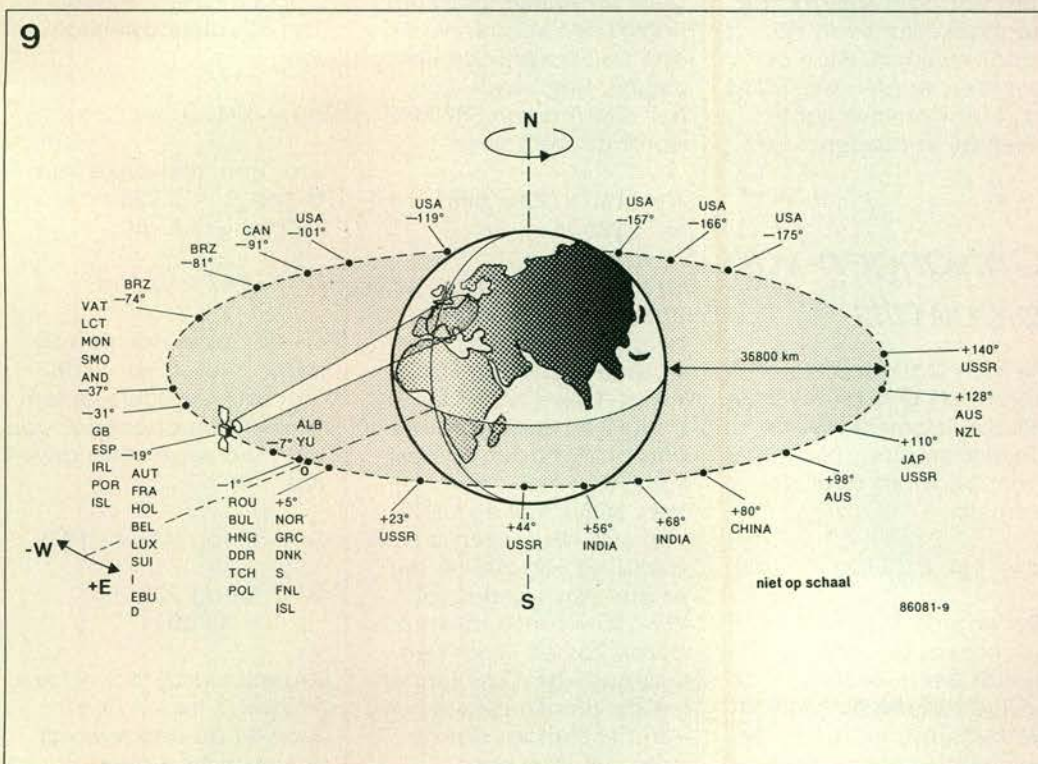 9
N
USA
–119°
USA
–101°
CAN
–91°
BRZ
–81°
BRZ
–74°
VAT
LCT
MON
SMO
AND
–37°
–31°
GB
ESP
IRL
POR
ISL
–19°
AUT
FRA
HOL
BEL
LUX
SUI
I
EBU
D
–7°
ALB
YU
O
–1°
ROU
BUL
HNG
DDR
TCH
POL
+5°
NOR
GRC
DNK
S
FNL
ISL
+23°
USSR
+44°
USSR
+56°
INDIA
+68°
INDIA
+80°
CHINA
+98°
AUS
+110°
JAP
USSR
+128°
AUS
NZL
+140°
USSR
USA
–157°
USA
–166°
USA
–175°
35800 km
-W
+E
S
niet op schaal
86081-9